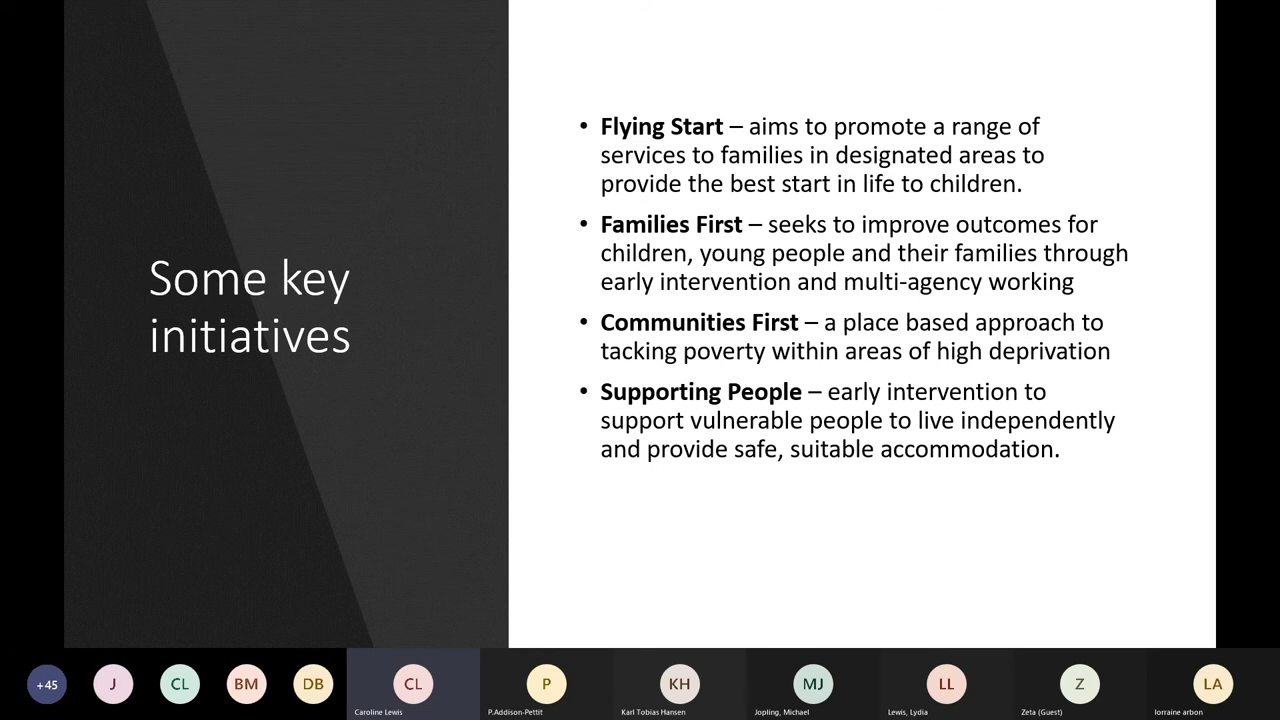 Some key
initiatives
• Flying Start – aims to promote a range of
services to families in designated areas to
provide the best start in life to children.
• Families First – seeks to improve outcomes for
children, young people and their families through
early intervention and multi-agency working
• Communities First – a place based approach to
tacking poverty within areas of high deprivation
• Supporting People – early intervention to
support vulnerable people to live independently
and provide safe, suitable accommodation.
+45 J CL BM DB CL P KH MJ LL Z LA
Caroline Lewis P.Addison-Pettit Karl Tobias Hansen Jopling, Michael Lewis, Lydia Zeta (Guest) lorraine arbon